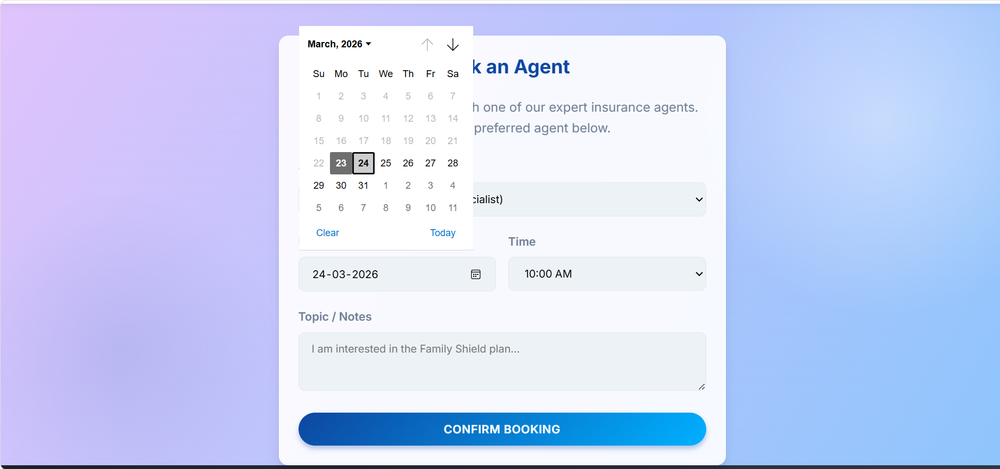 March, 2026
Su Mo Tu We Th Fr Sa
1 2 3 4 5 6 7
8 9 10 11 12 13 14
15 16 17 18 19 20 21
22 23 24 25 26 27 28
29 30 31 1 2 3 4
5 6 7 8 9 10 11
Clear Today
k an Agent
h one of our expert insurance agents.
preferred agent below.
cialist)
Time
24-03-2026
10:00 AM
Topic / Notes
I am interested in the Family Shield plan...
CONFIRM BOOKING